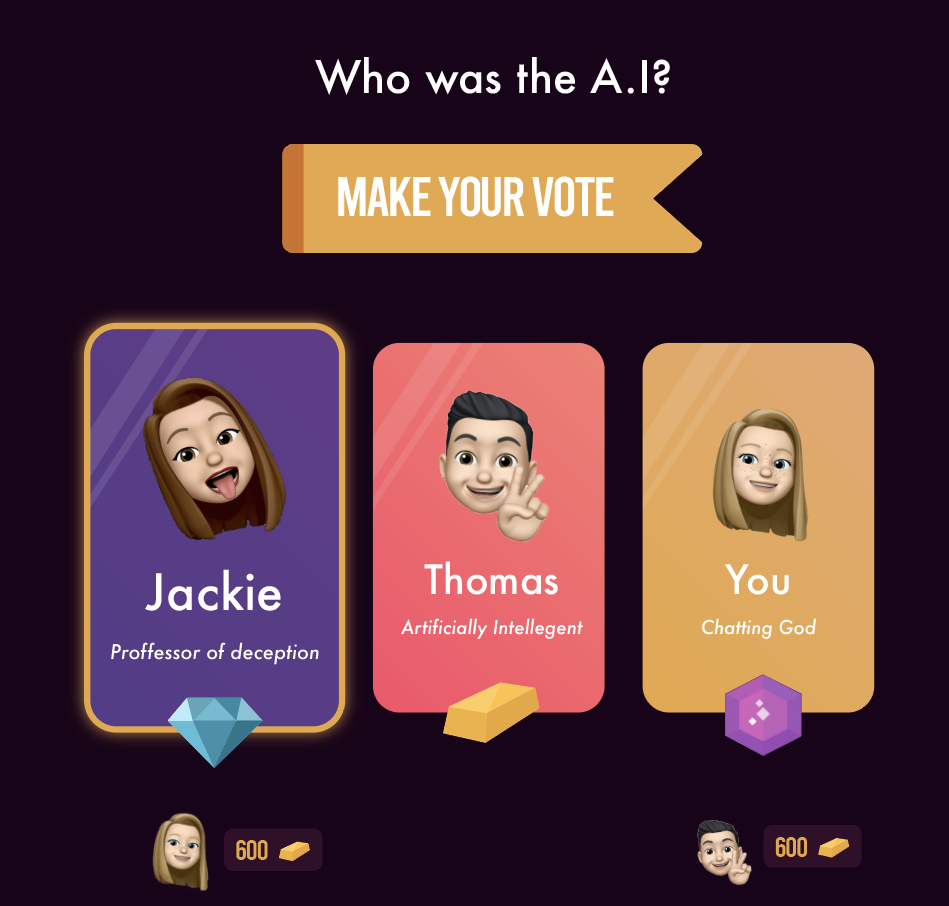 Who was the A.I?
MAKE YOUR VOTE
Jackie
Proffessor of deception
Thomas
Artificially Intellegent
You
Chatting God
600
600